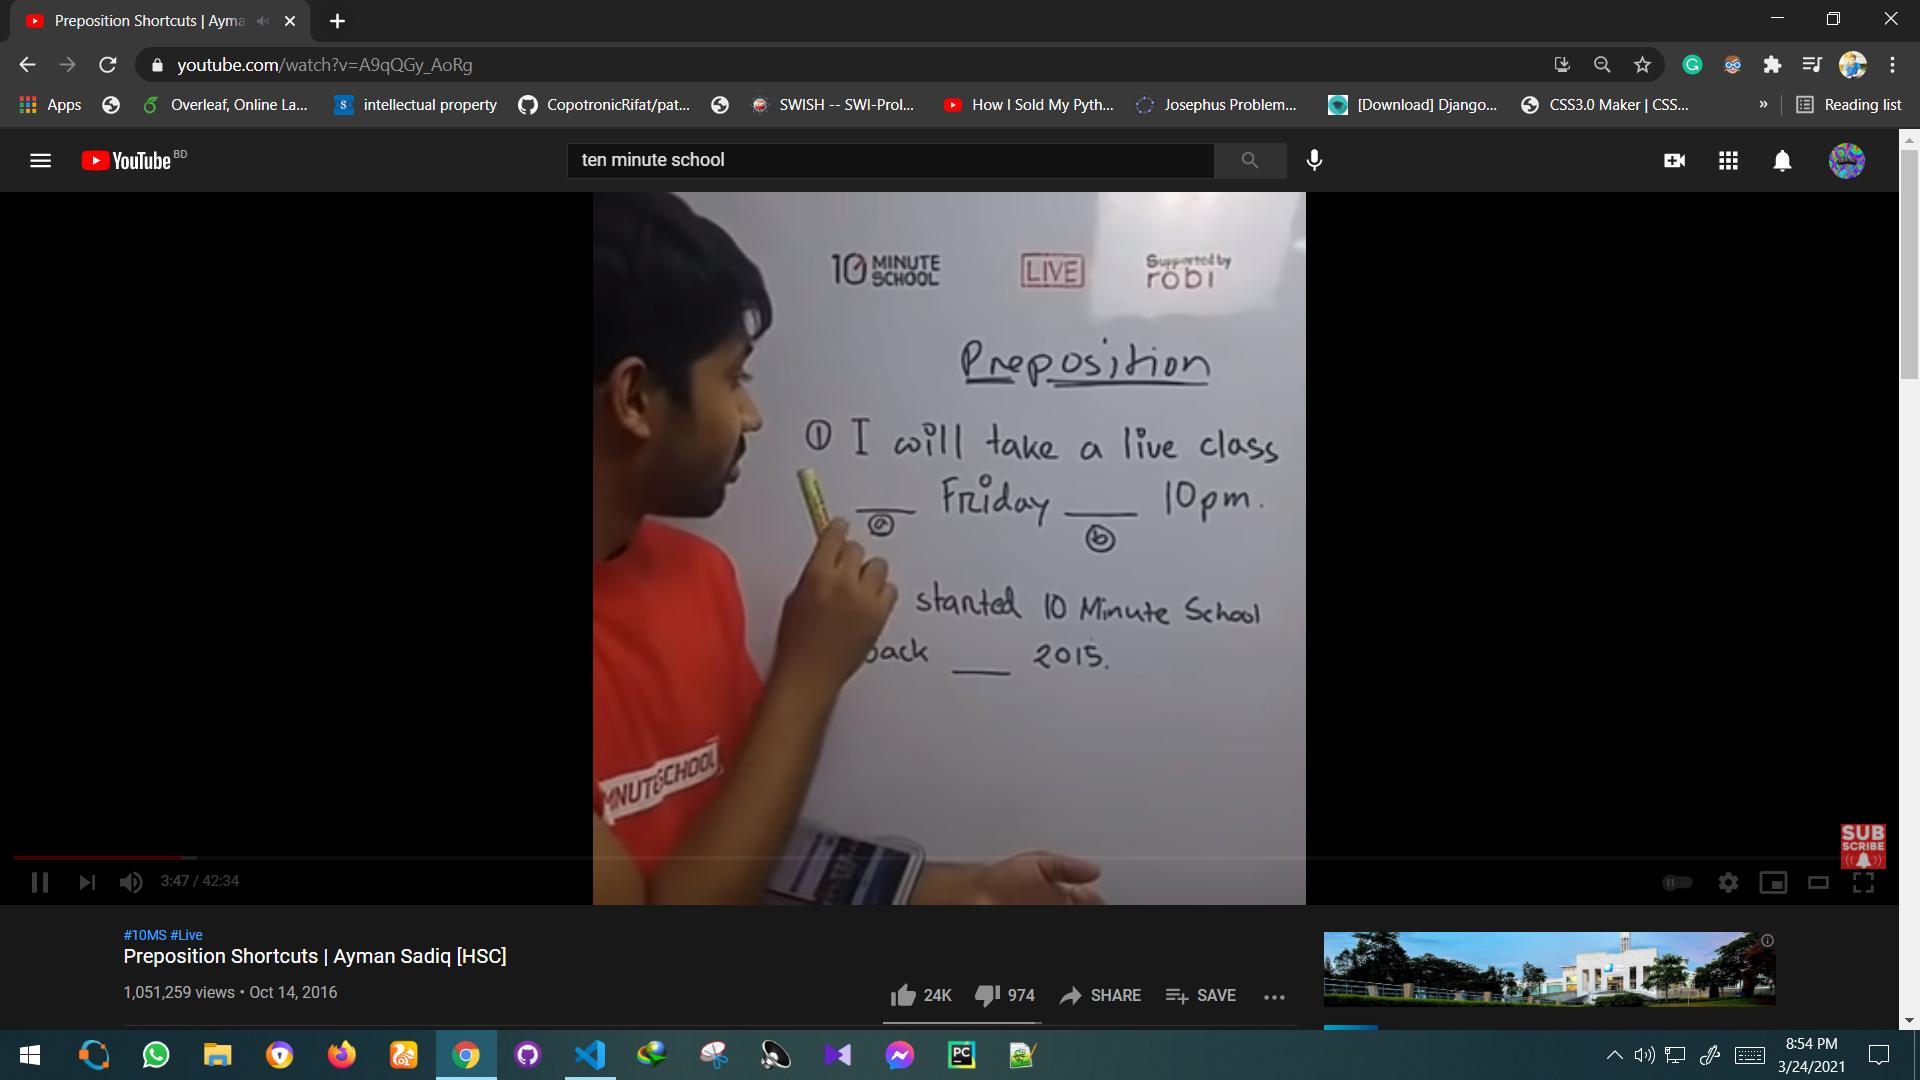 Preposition Shortcuts | Ayma
youtube.com/watch?v=A9qQGy_AoRg
Apps
Overleaf, Online La...
intellectual property
CopotronicRifat/pat...
SWISH -- SWI-Prol...
How I Sold My Pyth...
Josephus Problem...
[Download] Django...
CSS3.0 Maker | CSS...
»
Reading list
YouTube BD
ten minute school
10 MINUTE SCHOOL
LIVE
Supported by
robi
Preposition
① I will take a live class
___ Friday ___ 10pm.
ⓐ ⓑ
started 10 Minute School
back ___ 2015.
MINUTE SCHOOL
SUB
SCRIBE
3:47 / 42:34
#10MS #Live
Preposition Shortcuts | Ayman Sadiq [HSC]
1,051,259 views • Oct 14, 2016
24K
974
SHARE
SAVE
8:54 PM
3/24/2021
PC